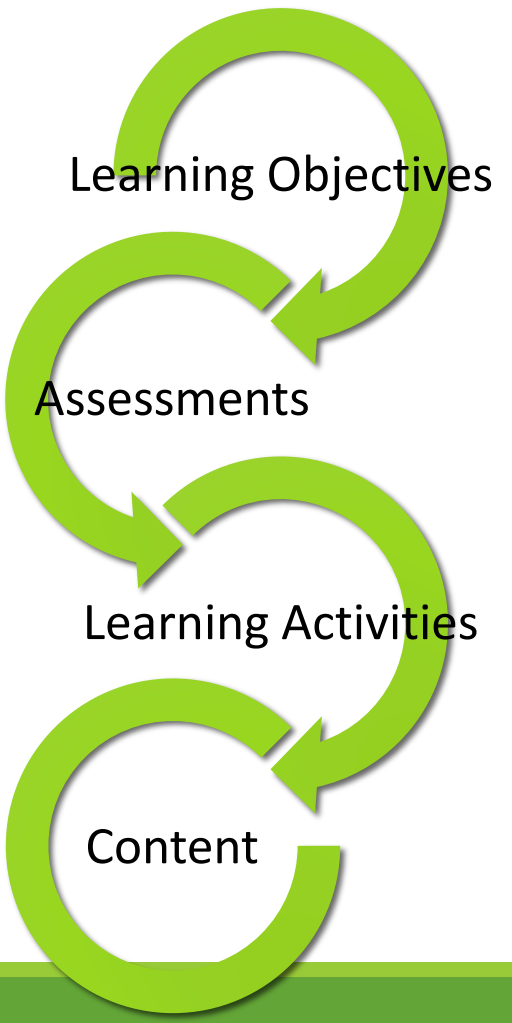 Learning Objectives
Assessments
Learning Activities
Content